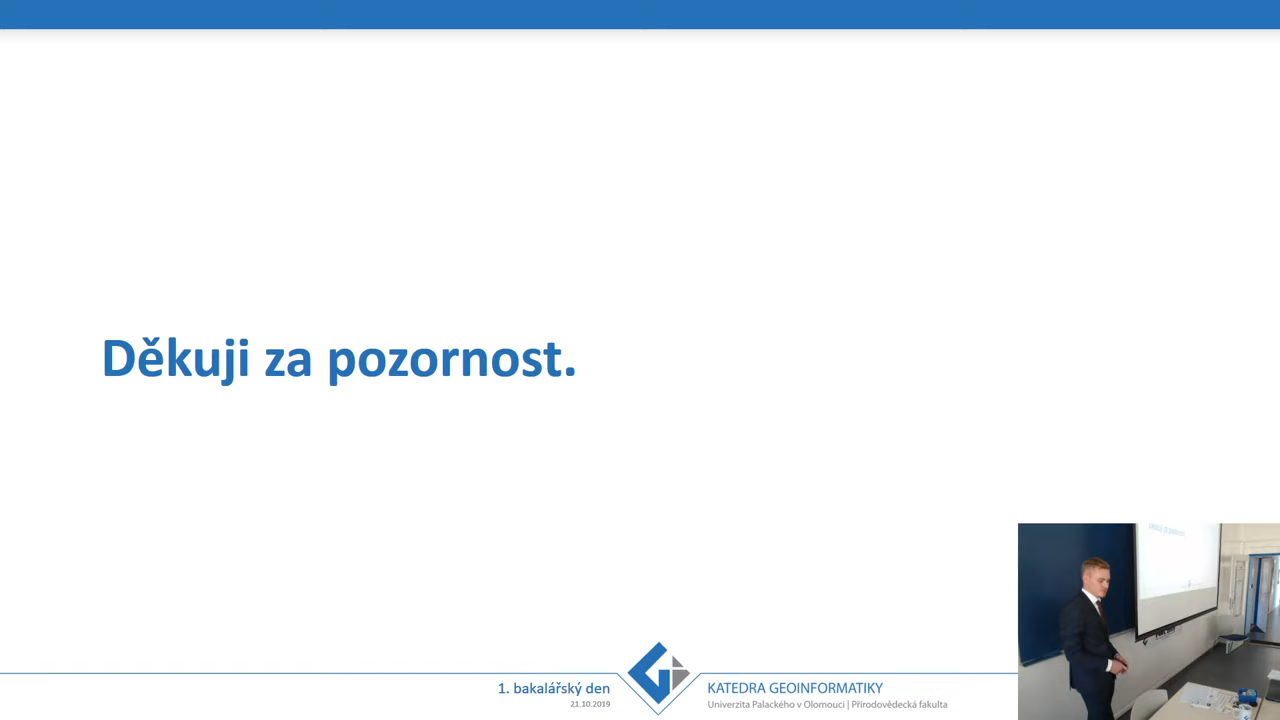 Děkuji za pozornost.
1. bakalářský den
21.10.2019
KATEDRA GEOINFORMATIKY
Univerzita Palackého v Olomouci | Přírodovědecká fakulta